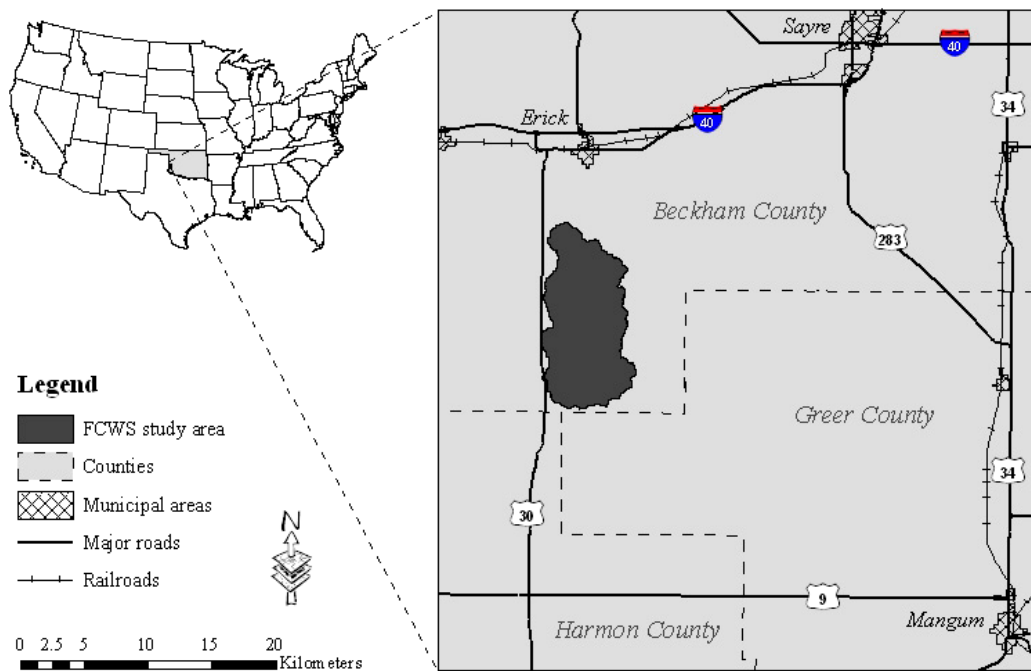 Sayre
40
34
Erick
40
Beckham County
283
Legend
FCWS study area
Counties
Municipal areas
Major roads
Railroads
N
Greer County
34
30
9
Mangum
Harmon County
0 2.5 5 10 15 20
Kilometers